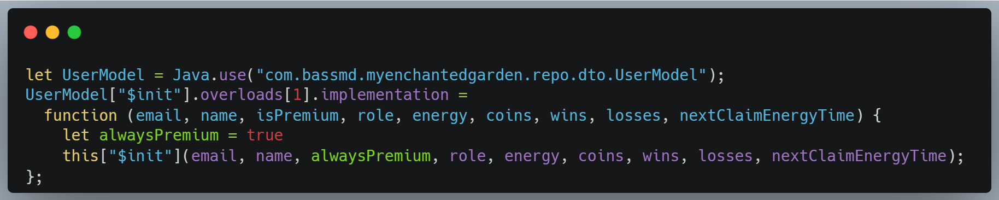 let UserModel = Java.use("com.bassmd.myenchantedgarden.repo.dto.UserModel");
UserModel["$init"].overloads[1].implementation =
  function (email, name, isPremium, role, energy, coins, wins, losses, nextClaimEnergyTime) {
    let alwaysPremium = true
    this["$init"](email, name, alwaysPremium, role, energy, coins, wins, losses, nextClaimEnergyTime);
};